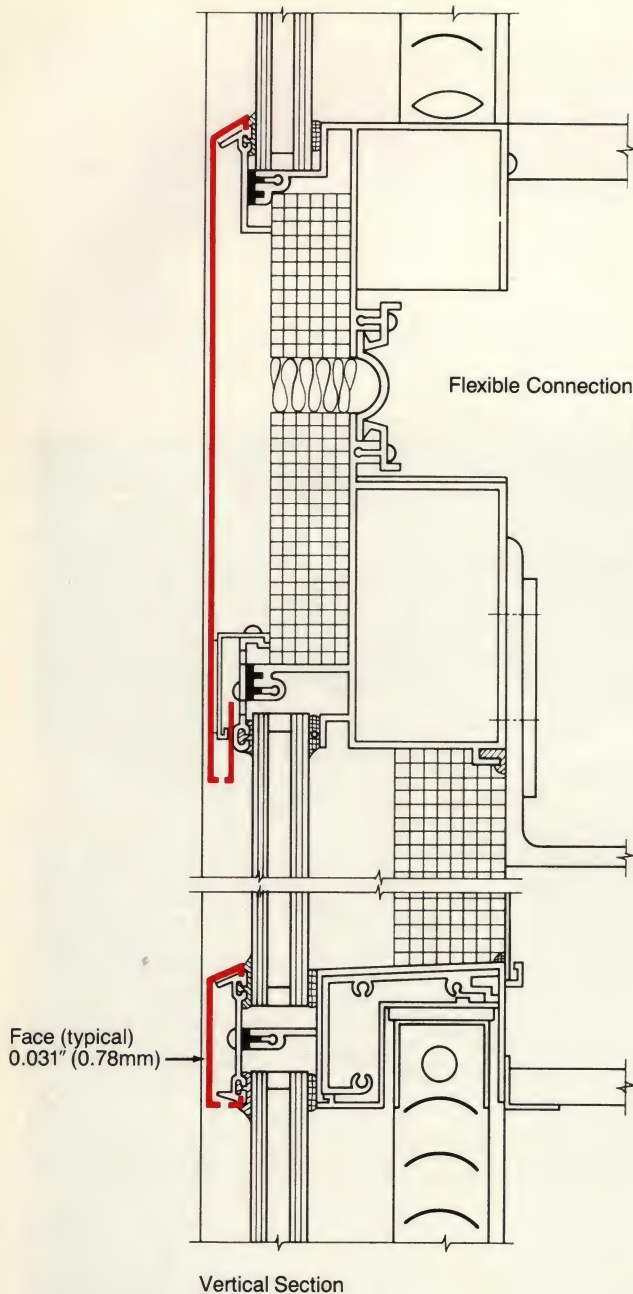 Flexible Connection
Face (typical)
0.031" (0.78mm)
Vertical Section